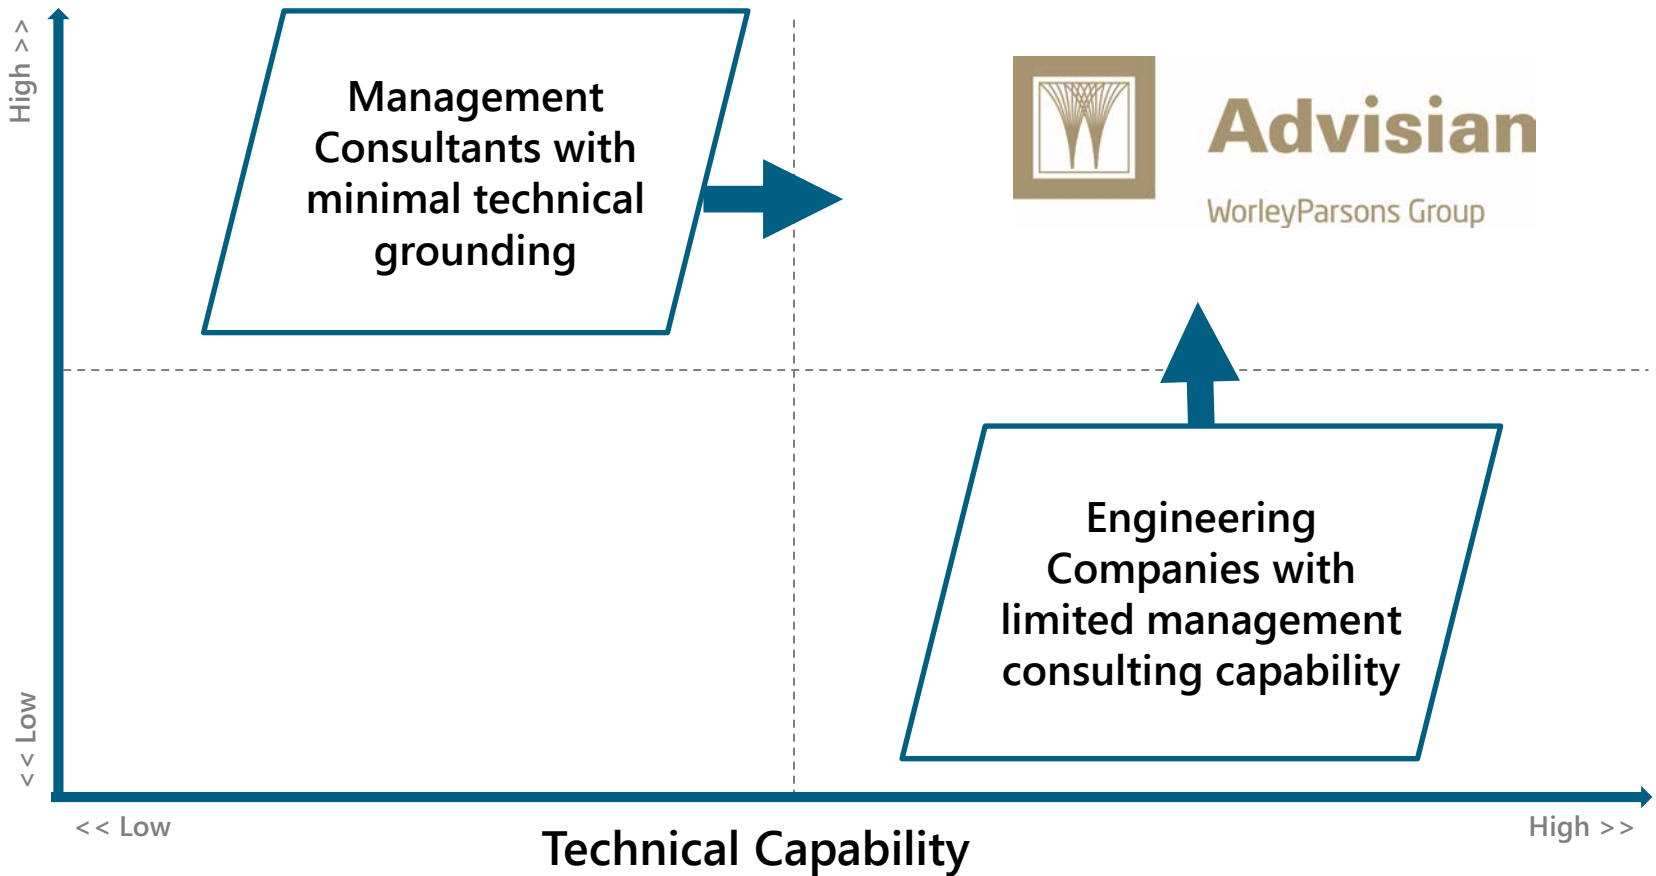 High >>
Management
Consultants with
minimal technical
grounding
Advisian
WorleyParsons Group
Engineering
Companies with
limited management
consulting capability
<< Low
<< Low
High >>
Technical Capability